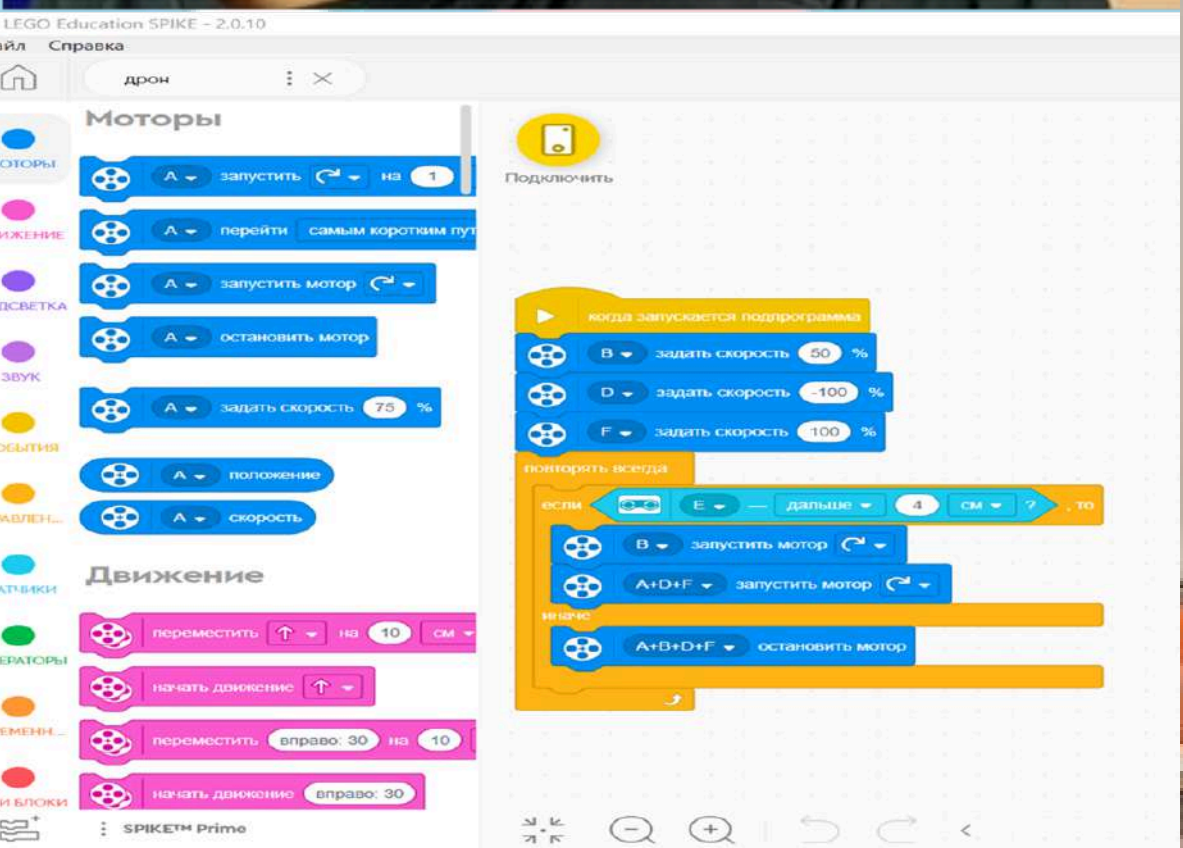 LEGO Education SPIKE - 2.0.10
айл Справка
дрон
Моторы
ОТОРЫ
A запустить на 1
ИЖЕНИЕ
A перейти самым коротким пут
ДСВЕТКА
A запустить мотор
A остановить мотор
ЗВУК
A задать скорость 75 %
ОБЫТИЯ
A положение
АВЛЕН...
A скорость
АТЧИКИ
Движение
переместить на 10 см
ЕРАТОРЫ
начать движение
ЕМЕНН...
переместить вправо: 30 на 10
И БЛОКИ
начать движение вправо: 30
SPIKE™ Prime
Подключить
когда запускается подпрограмма
B задать скорость 50 %
D задать скорость -100 %
F задать скорость 100 %
повторять всегда
если E — дальше 4 см ? , то
B запустить мотор
A+D+F запустить мотор
иначе
A+B+D+F остановить мотор